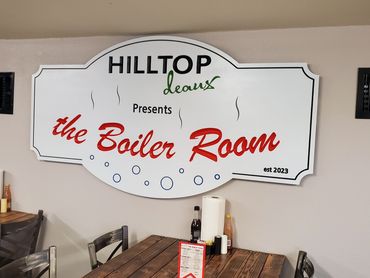 HILLTOP
deaux
Presents
the Boiler Room
est 2023